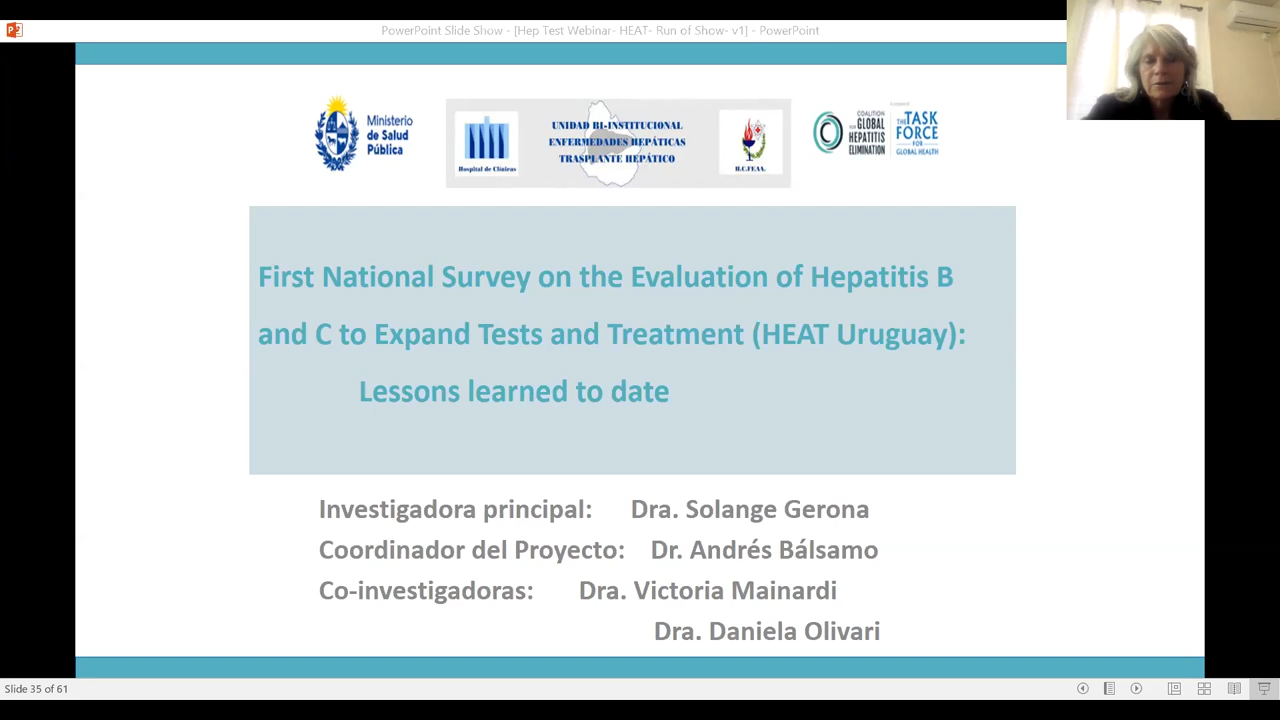 PowerPoint Slide Show - [Hep Test Webinar- HEAT- Run of Show- v1] - PowerPoint
Ministerio
de Salud
Pública
Hospital de Clínicas
UNIDAD BI-INSTITUCIONAL
ENFERMEDADES HEPÁTICAS
TRASPLANTE HEPÁTICO
H.C.FF.AA.
COALITION
FOR GLOBAL
HEPATITIS
ELIMINATION
THE TASK
FORCE
FOR GLOBAL HEALTH
First National Survey on the Evaluation of Hepatitis B
and C to Expand Tests and Treatment (HEAT Uruguay):
Lessons learned to date
Investigadora principal: Dra. Solange Gerona
Coordinador del Proyecto: Dr. Andrés Bálsamo
Co-investigadoras: Dra. Victoria Mainardi
Dra. Daniela Olivari
Slide 35 of 61